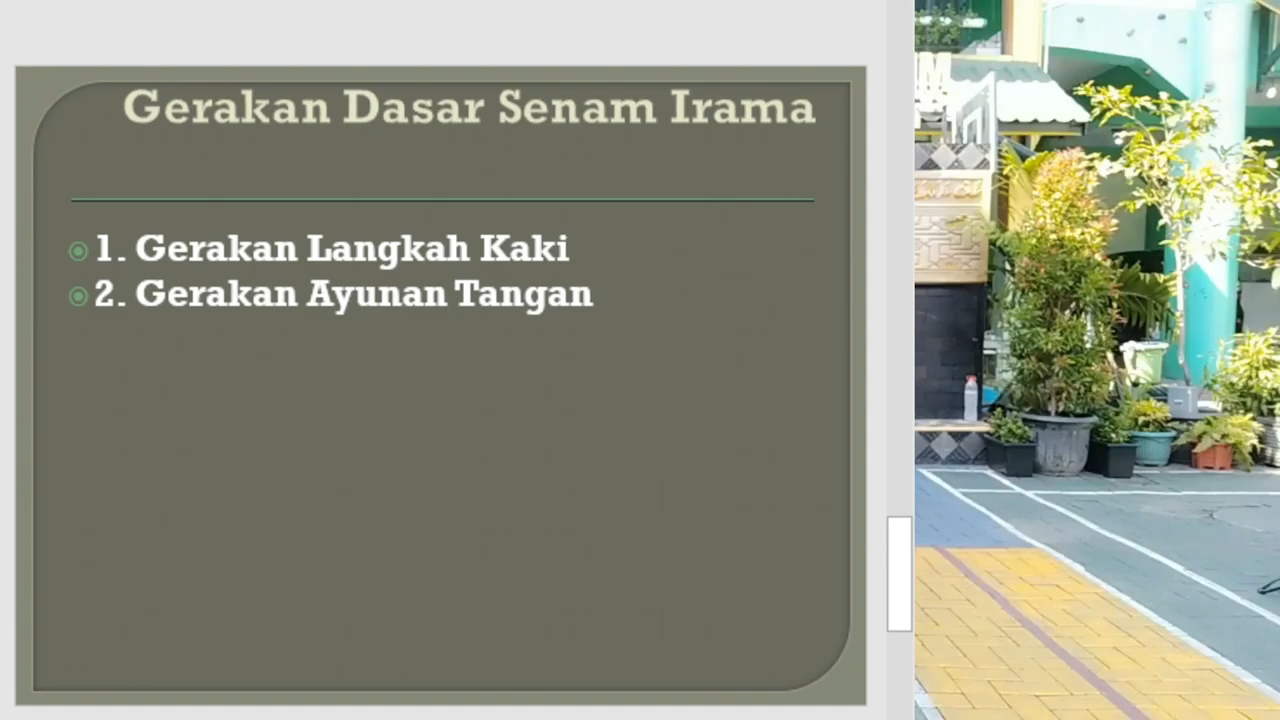 Gerakan Dasar Senam Irama
1. Gerakan Langkah Kaki
2. Gerakan Ayunan Tangan